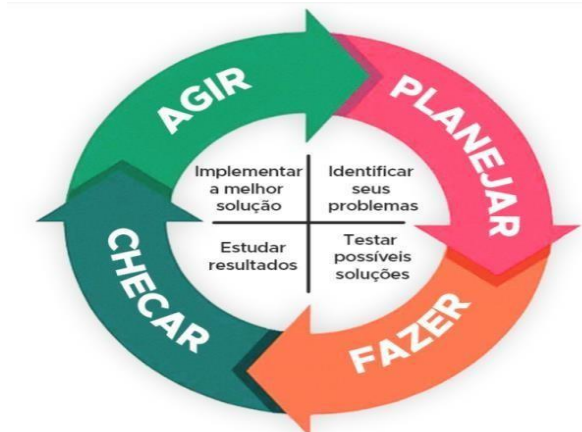 AGIR
PLANEJAR
Implementar
a melhor
solução
Identificar
seus
problemas
Estudar
resultados
Testar
possíveis
soluções
CHECAR
FAZER